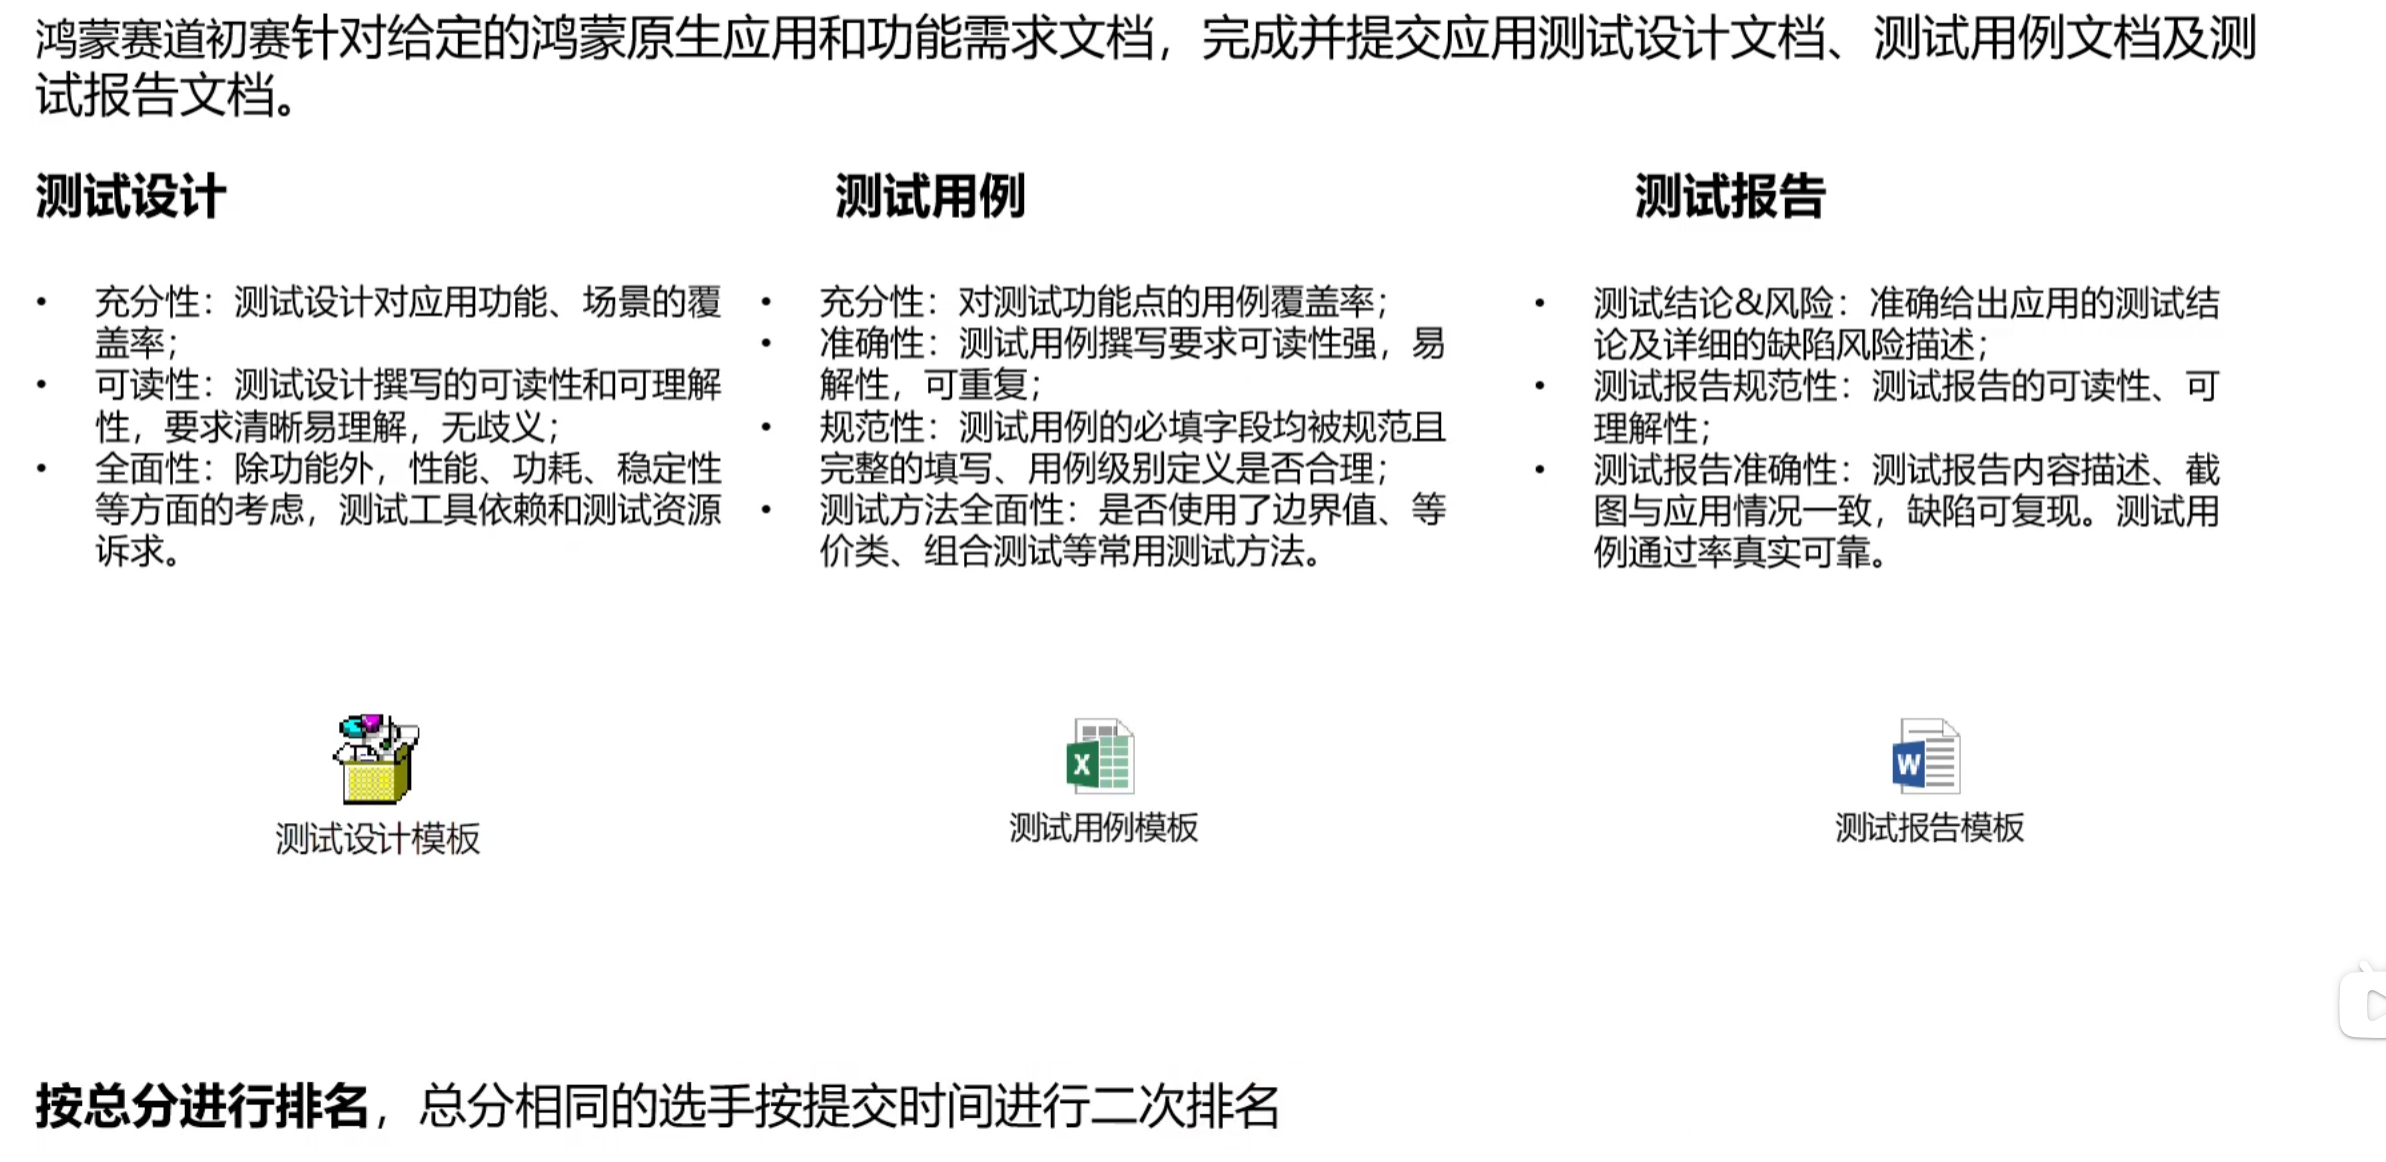 鸿蒙赛道初赛针对给定的鸿蒙原生应用和功能需求文档，完成并提交应用测试设计文档、测试用例文档及测
试报告文档。
测试设计
• 充分性：测试设计对应用功能、场景的覆
盖率；
• 可读性：测试设计撰写的可读性和可理解
性，要求清晰易理解，无歧义；
• 全面性：除功能外，性能、功耗、稳定性
等方面的考虑，测试工具依赖和测试资源
诉求。
测试设计模板
测试用例
• 充分性：对测试功能点的用例覆盖率；
• 准确性：测试用例撰写要求可读性强，易
解性，可重复；
• 规范性：测试用例的必填字段均被规范且
完整的填写、用例级别定义是否合理；
• 测试方法全面性：是否使用了边界值、等
价类、组合测试等常用测试方法。
X
测试用例模板
测试报告
• 测试结论&风险：准确给出应用的测试结
论及详细的缺陷风险描述；
• 测试报告规范性：测试报告的可读性、可
理解性；
• 测试报告准确性：测试报告内容描述、截
图与应用情况一致，缺陷可复现。测试用
例通过率真实可靠。
W
测试报告模板
按总分进行排名，总分相同的选手按提交时间进行二次排名